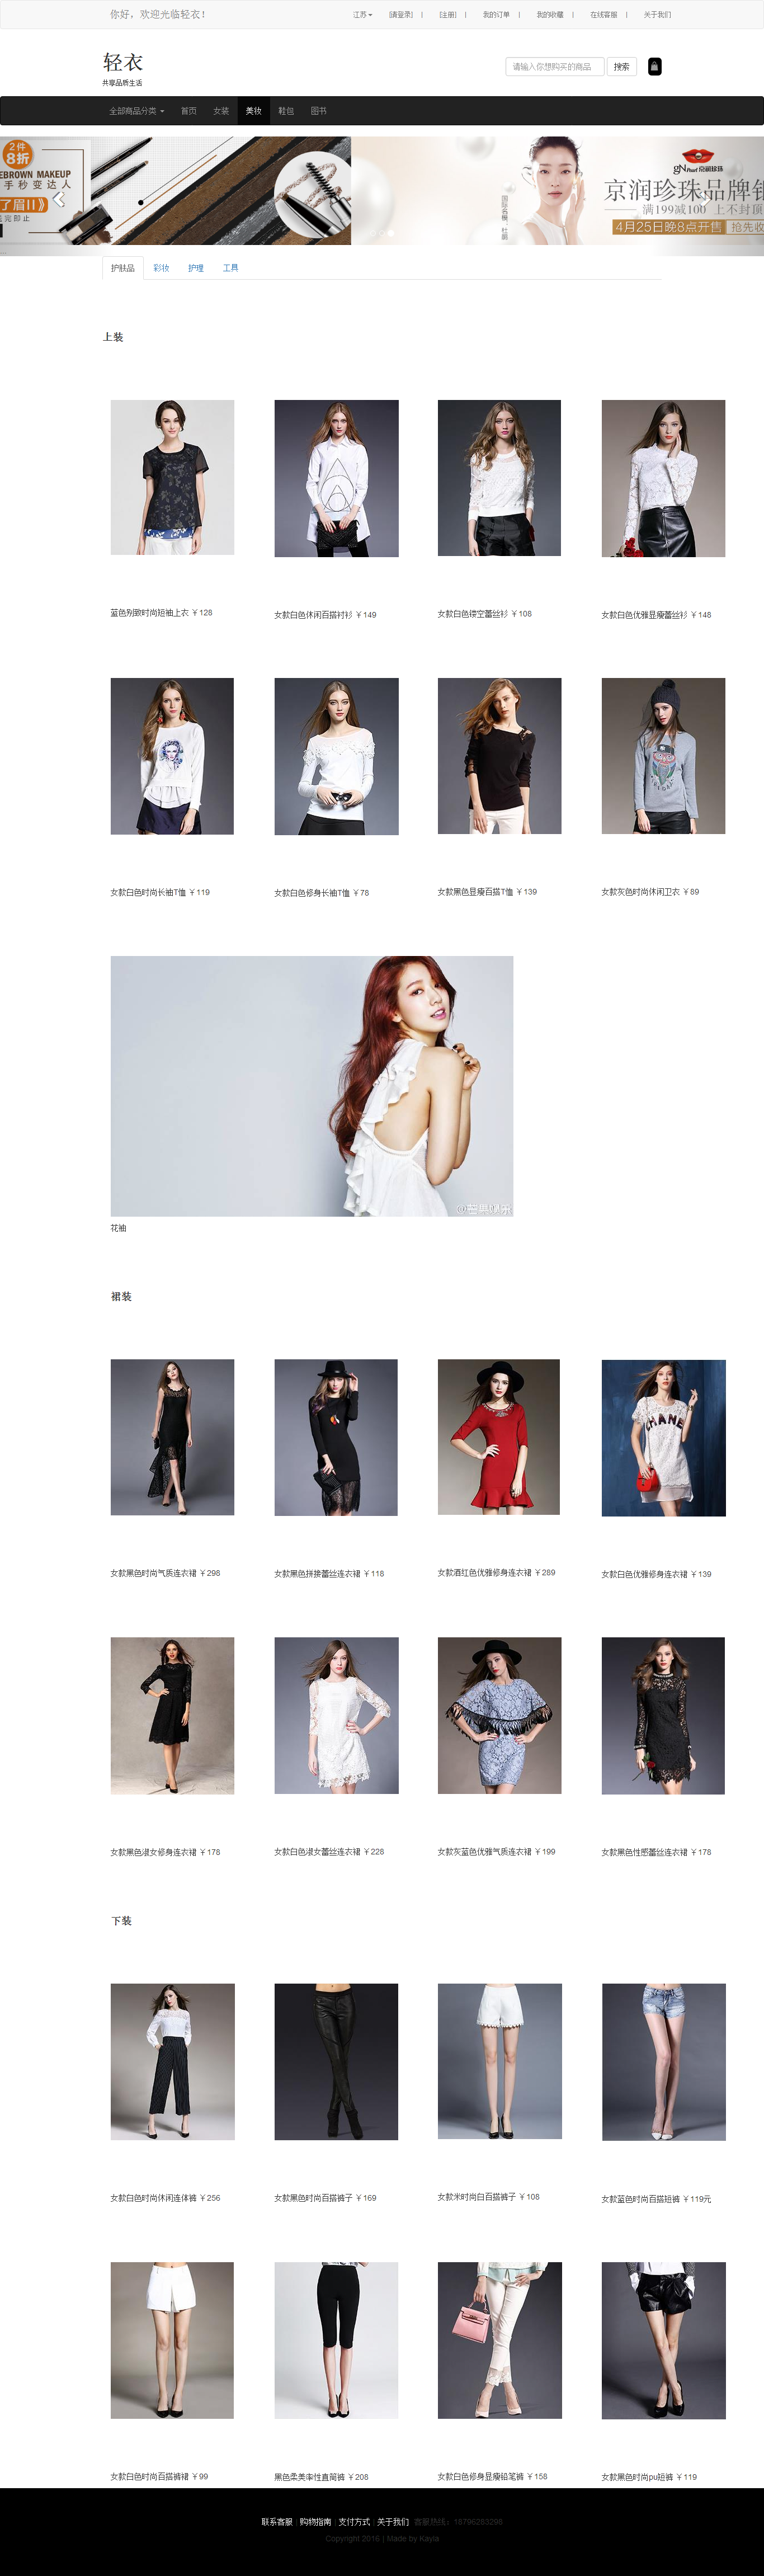 你好，欢迎光临轻衣！
江苏 [请登录] | [注册] | 我的订单 | 我的收藏 | 在线客服 | 关于我们
轻衣
共享品质生活
请输入你想购买的商品 搜索
全部商品分类 首页 女装 美妆 鞋包 图书
2件
8折
EBROWN MAKEUP
手秒变达人
了眉II》
国际名模：杜鹃
gN Pearl 京润珍珠
京润珍珠品牌
满199减100 上不封顶
4月25日晚8点开售
护肤品 彩妆 护理 工具
上装
蓝色别致时尚短袖上衣 ￥128
女款白色休闲百搭衬衫 ￥149
女款白色镂空蕾丝衫 ￥108
女款白色优雅显瘦蕾丝衫 ￥148
女款白色时尚长袖T恤 ￥119
女款白色修身长袖T恤 ￥78
女款黑色显瘦百搭T恤 ￥139
女款灰色时尚休闲卫衣 ￥89
花袖
裙装
CHANE
女款黑色时尚气质连衣裙 ￥298
女款黑色拼接蕾丝连衣裙 ￥118
女款酒红色优雅修身连衣裙 ￥289
女款白色优雅修身连衣裙 ￥139
女款黑色淑女修身连衣裙 ￥178
女款白色淑女蕾丝连衣裙 ￥228
女款灰蓝色优雅气质连衣裙 ￥199
女款黑色性感蕾丝连衣裙 ￥178
下装
女款白色时尚休闲连体裤 ￥256
女款黑色时尚百搭裤子 ￥169
女款米时尚白百搭裤子 ￥108
女款蓝色时尚百搭短裤 ￥119元
女款白色时尚百搭裤裙 ￥99
黑色柔美率性直筒裤 ￥208
女款白色修身显瘦铅笔裤 ￥158
女款黑色时尚pu短裤 ￥119
联系客服 | 购物指南 | 支付方式 | 关于我们 客服热线：18796283298
Copyright 2016 | Made by Kayla